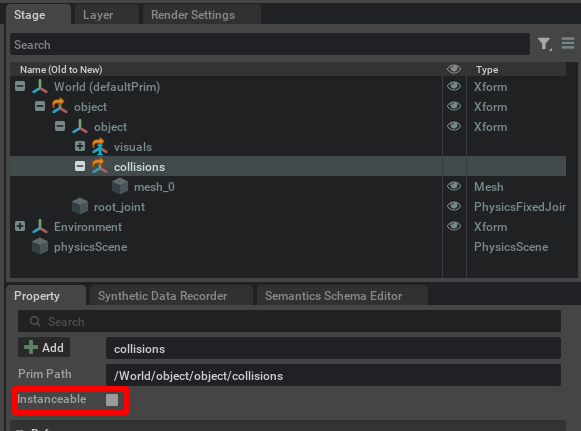 Stage Layer Render Settings
Search
Name (Old to New) Type
World (defaultPrim) Xform
object Xform
object Xform
visuals
collisions
mesh_0 Mesh
root_joint PhysicsFixedJoin
Environment Xform
physicsScene PhysicsScene
Property Synthetic Data Recorder Semantics Schema Editor
Search
Add collisions
Prim Path /World/object/object/collisions
Instanceable